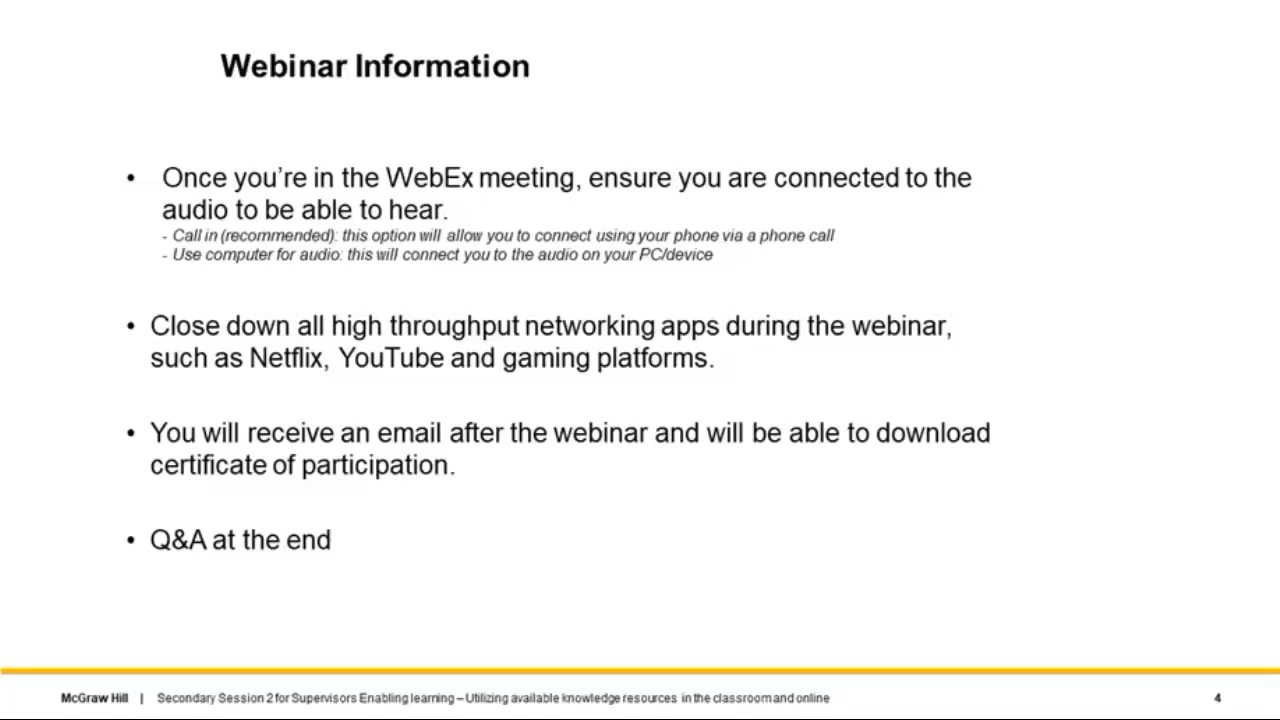 Webinar Information
• Once you’re in the WebEx meeting, ensure you are connected to the
audio to be able to hear.
- Call in (recommended): this option will allow you to connect using your phone via a phone call
- Use computer for audio: this will connect you to the audio on your PC/device
• Close down all high throughput networking apps during the webinar,
such as Netflix, YouTube and gaming platforms.
• You will receive an email after the webinar and will be able to download
certificate of participation.
• Q&A at the end
McGraw Hill | Secondary Session 2 for Supervisors Enabling learning – Utilizing available knowledge resources in the classroom and online 4